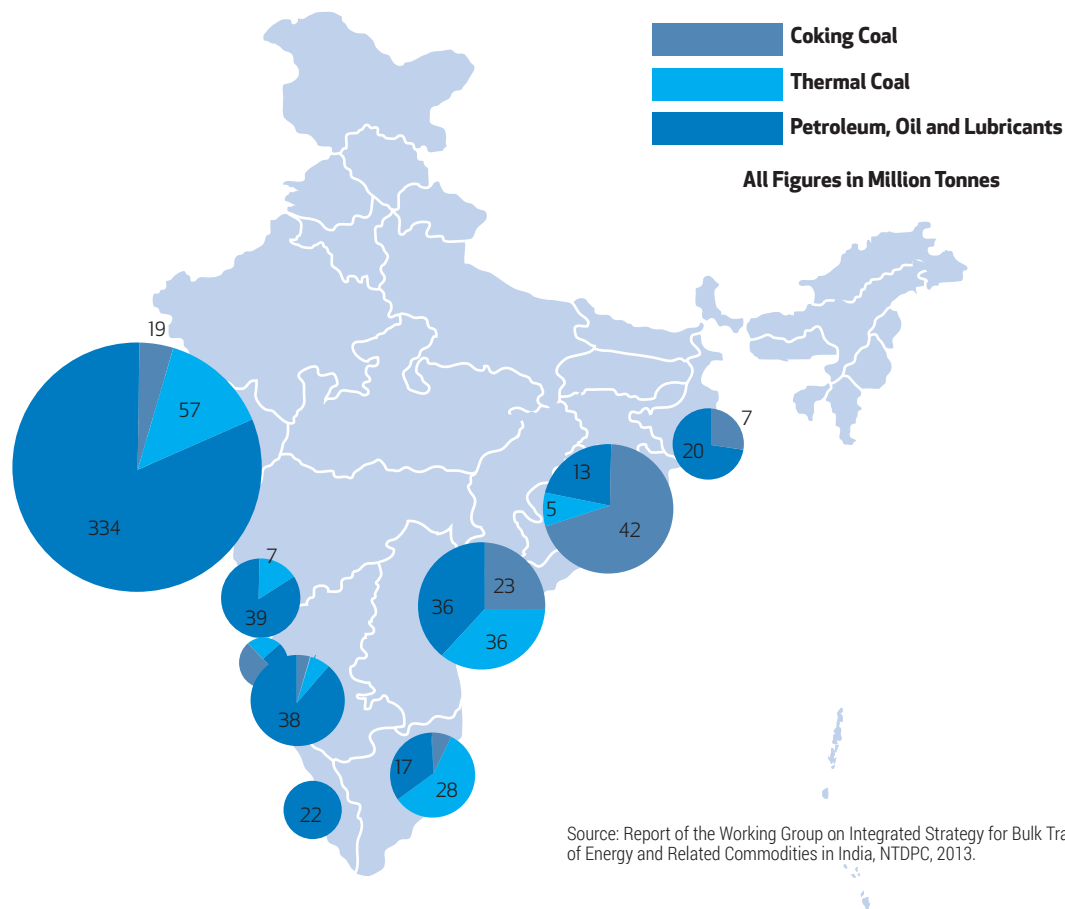 Coking Coal
Thermal Coal
Petroleum, Oil and Lubricants
All Figures in Million Tonnes
19
57
334
7
20
13
5
42
7
39
23
36
36
38
17
28
22
Source: Report of the Working Group on Integrated Strategy for Bulk Tra
of Energy and Related Commodities in India, NTDPC, 2013.